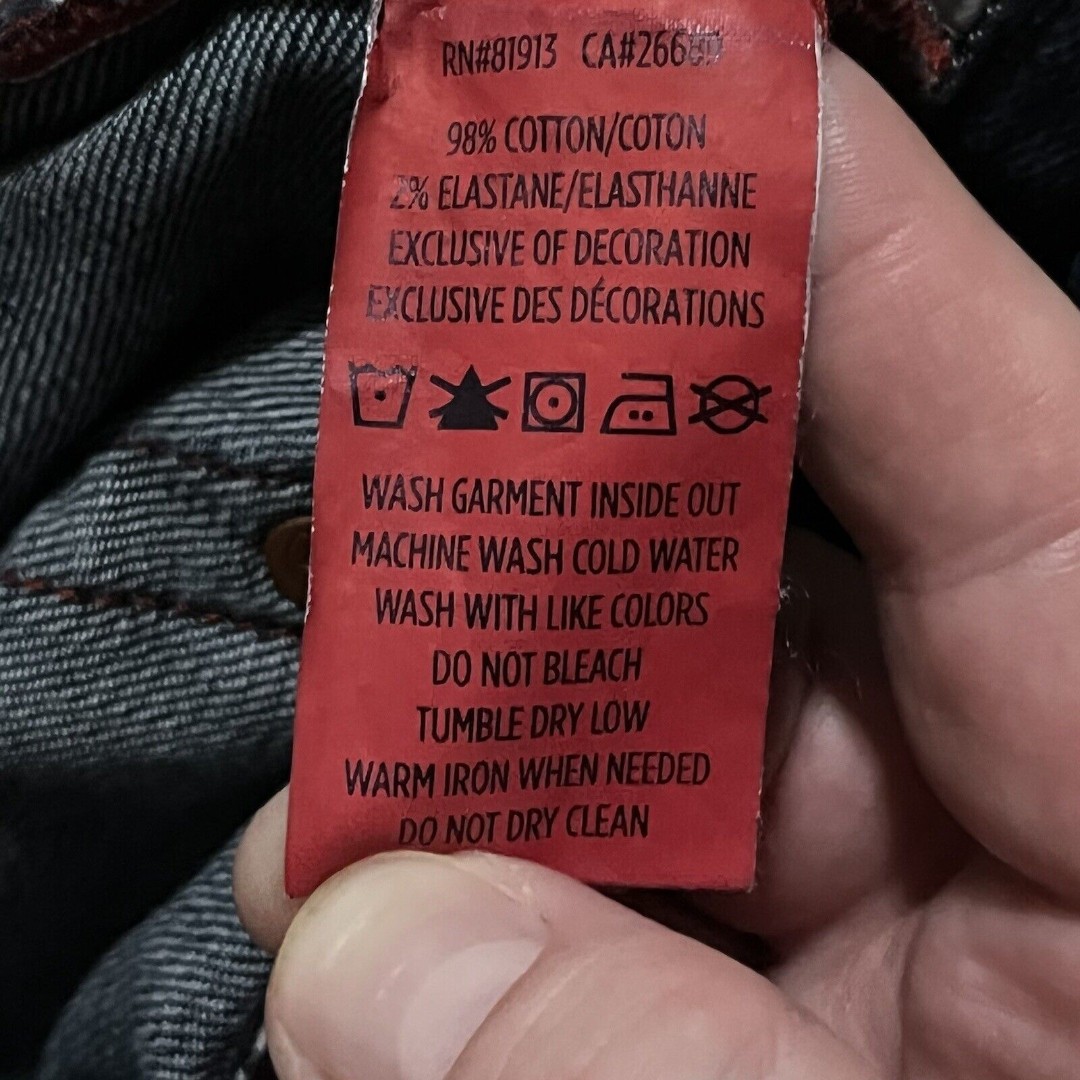 RN#81913
98% COTTON/COTON
2% ELASTANE/ELASTHANNE
EXCLUSIVE OF DECORATION
EXCLUSIVE DES DÉCORATIONS
WASH GARMENT INSIDE OUT
MACHINE WASH COLD WATER
WASH WITH LIKE COLORS
DO NOT BLEACH
TUMBLE DRY LOW
WARM IRON WHEN NEEDED
DO NOT DRY CLEAN